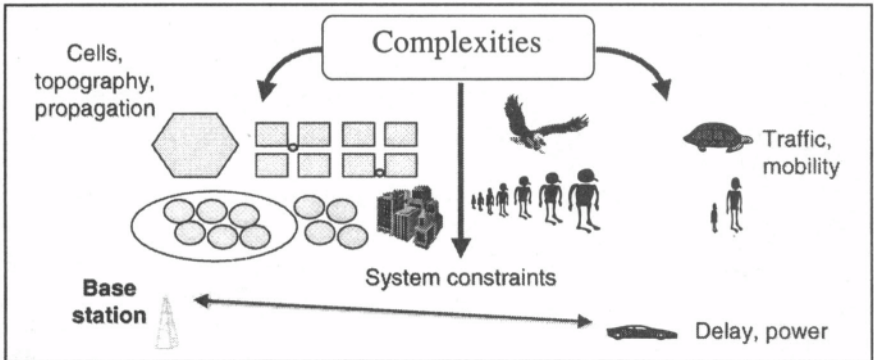 Complexities
Cells,
topography,
propagation
Traffic,
mobility
System constraints
Base
station
Delay, power